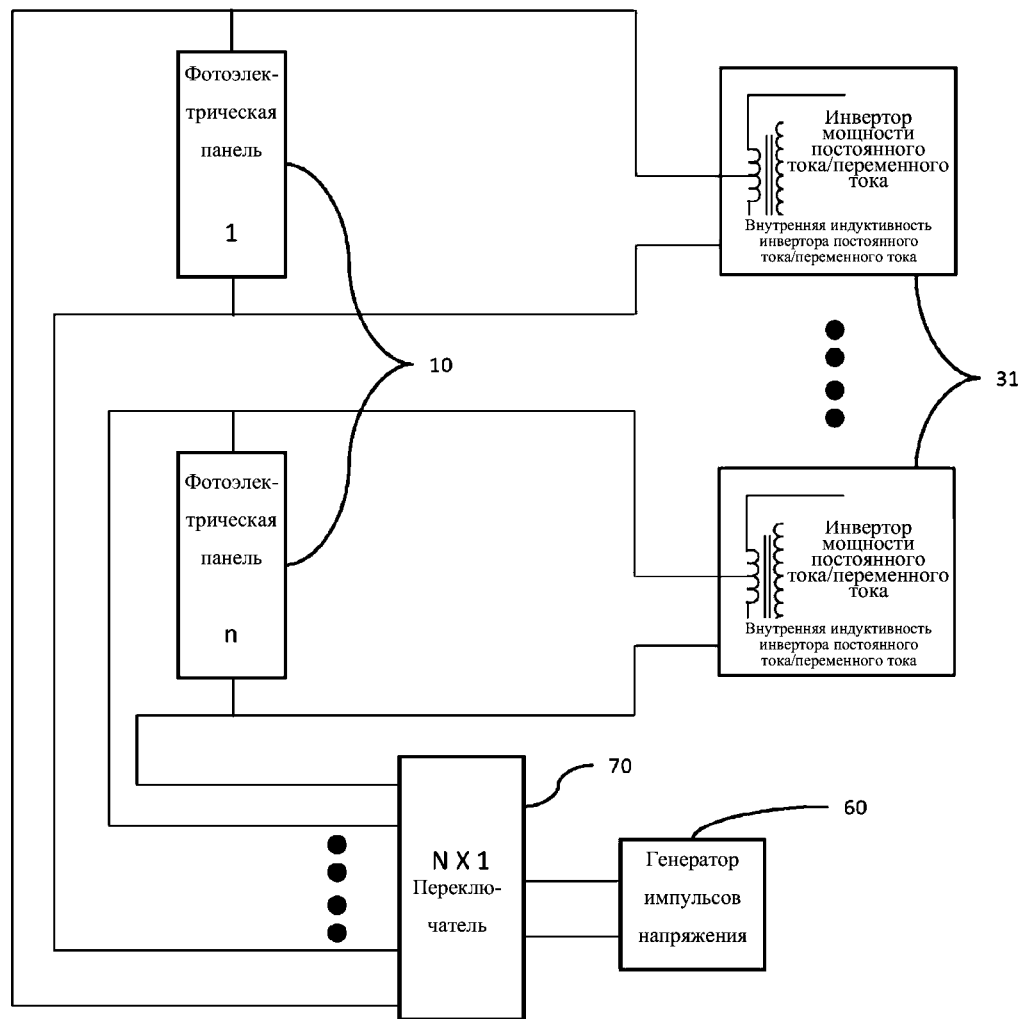 Фотоэлек-
трическая
панель
1
Инвертор
мощности
постоянного
тока/переменного
тока
Внутренняя индуктивность
инвертора постоянного
тока/переменного тока
10
31
Фотоэлек-
трическая
панель
n
Инвертор
мощности
постоянного
тока/переменного
тока
Внутренняя индуктивность
инвертора постоянного
тока/переменного тока
70
60
N X 1
Переклю-
чатель
Генератор
импульсов
напряжения